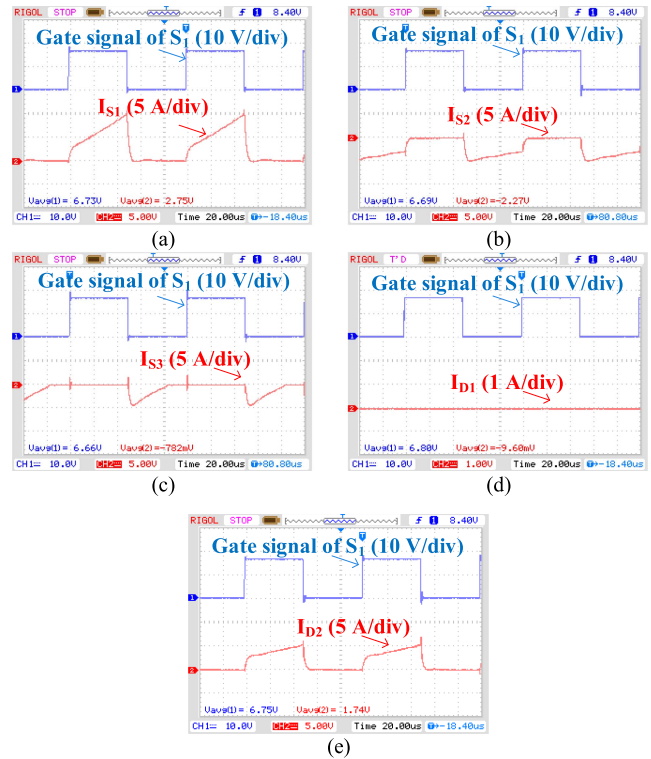 RIGOL STOP T ƒ 1 8.40V
Gate signal of S1 (10 V/div)
IS1 (5 A/div)
Vavg(1)= 6.73V Vavg(2)= 2.75V
CH1= 10.0V CH2= 5.00V Time 20.00us T→-18.40us
(a)
RIGOL STOP T ƒ 1 8.40V
Gate signal of S1 (10 V/div)
IS2 (5 A/div)
Vavg(1)= 6.69V Vavg(2)=-2.27V
CH1= 10.0V CH2= 5.00V Time 20.00us T→80.80us
(b)
RIGOL STOP T ƒ 1 8.40V
Gate signal of S1 (10 V/div)
IS3 (5 A/div)
Vavg(1)= 6.66V Vavg(2)=-782mV
CH1= 10.0V CH2= 5.00V Time 20.00us T→80.80us
(c)
RIGOL T'D T ƒ 1 8.40V
Gate signal of S1 (10 V/div)
ID1 (1 A/div)
Vavg(1)= 6.80V Vavg(2)=-9.60mV
CH1= 10.0V CH2= 1.00V Time 20.00us T→-18.40us
(d)
RIGOL STOP T ƒ 1 8.40V
Gate signal of S1 (10 V/div)
ID2 (5 A/div)
Vavg(1)= 6.75V Vavg(2)= 1.74V
CH1= 10.0V CH2= 5.00V Time 20.00us T→-18.40us
(e)